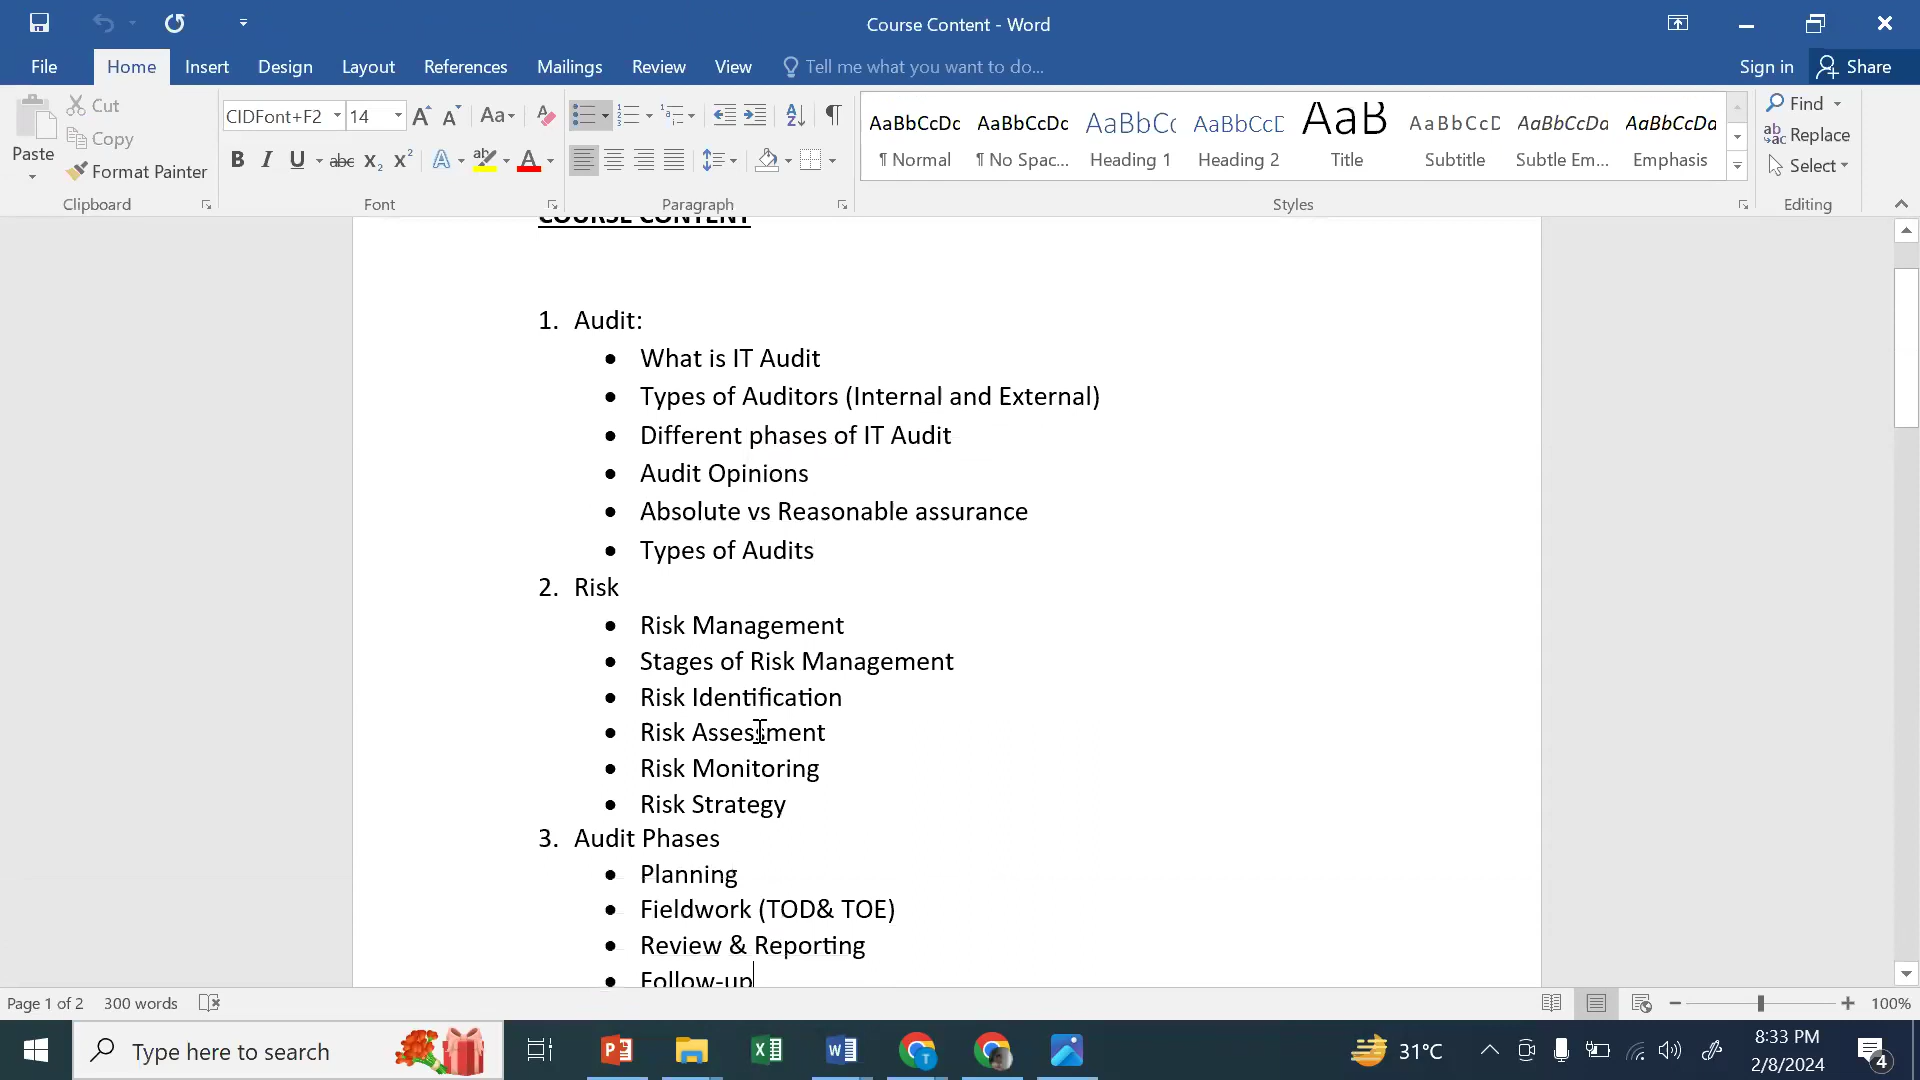 Course Content - Word
File Home Insert Design Layout References Mailings Review View Tell me what you want to do... Sign in Share
Paste
Cut
Copy
Format Painter
Clipboard
CIDFont+F2 14
Font
Paragraph
AaBbCcDc AaBbCcDc AaBbCc AaBbCcD AaB AaBbCcD AaBbCcDa AaBbCcDa
¶ Normal ¶ No Spac... Heading 1 Heading 2 Title Subtitle Subtle Em... Emphasis
Styles
Find
Replace
Select
Editing
COURSE CONTENT
1. Audit:
• What is IT Audit
• Types of Auditors (Internal and External)
• Different phases of IT Audit
• Audit Opinions
• Absolute vs Reasonable assurance
• Types of Audits
2. Risk
• Risk Management
• Stages of Risk Management
• Risk Identification
• Risk Assessment
• Risk Monitoring
• Risk Strategy
3. Audit Phases
• Planning
• Fieldwork (TOD& TOE)
• Review & Reporting
• Follow-up
Page 1 of 2 300 words 100%
Type here to search 31°C 8:33 PM
2/8/2024 4